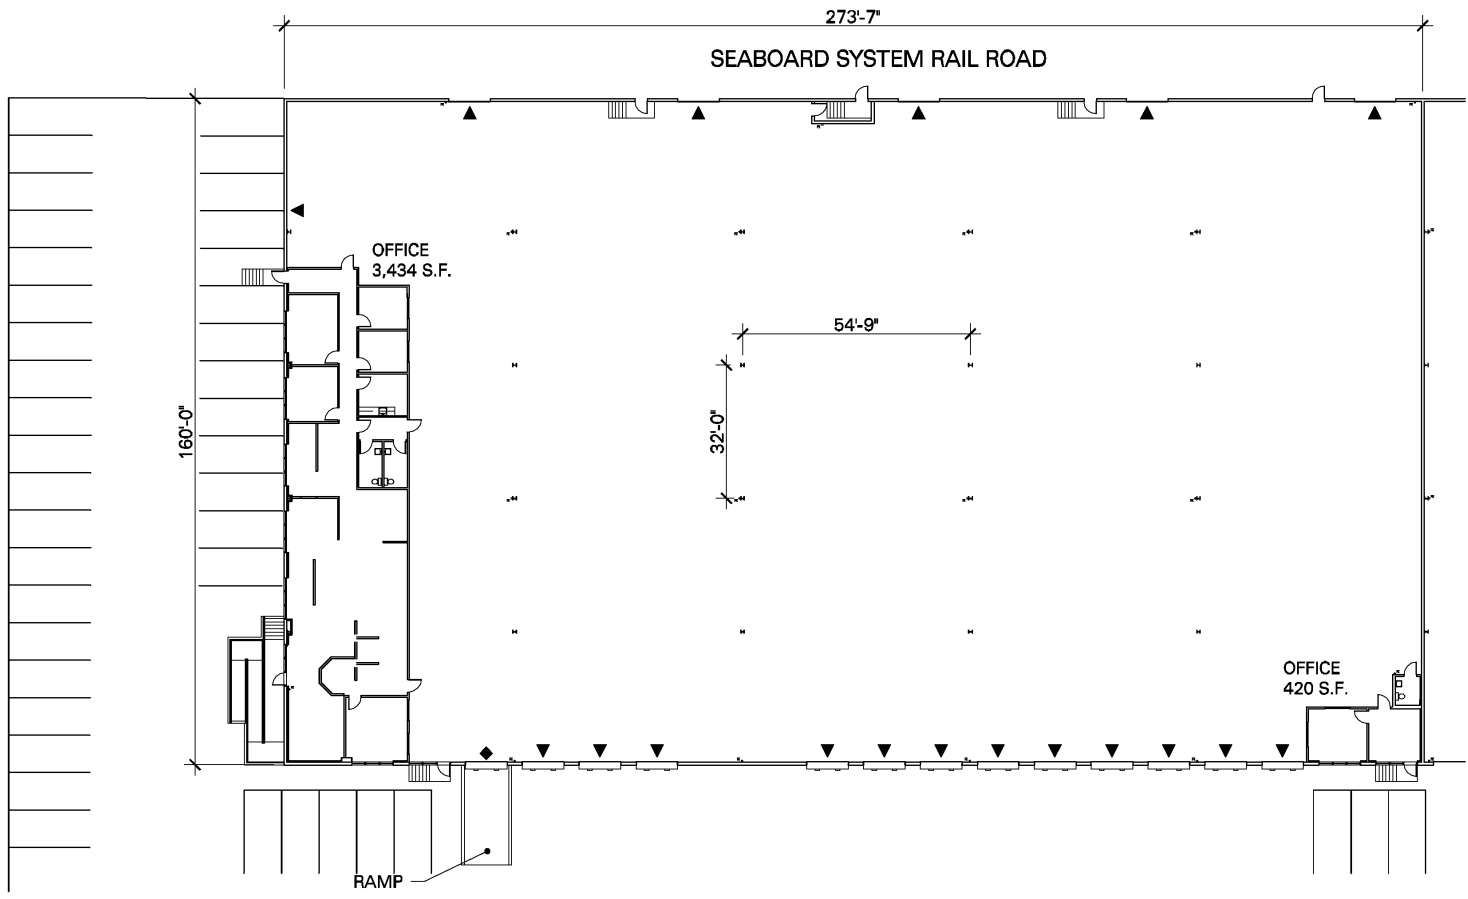 273'-7"
SEABOARD SYSTEM RAIL ROAD
OFFICE
3,434 S.F.
54'-9"
32'-0"
160'-0"
OFFICE
420 S.F.
RAMP